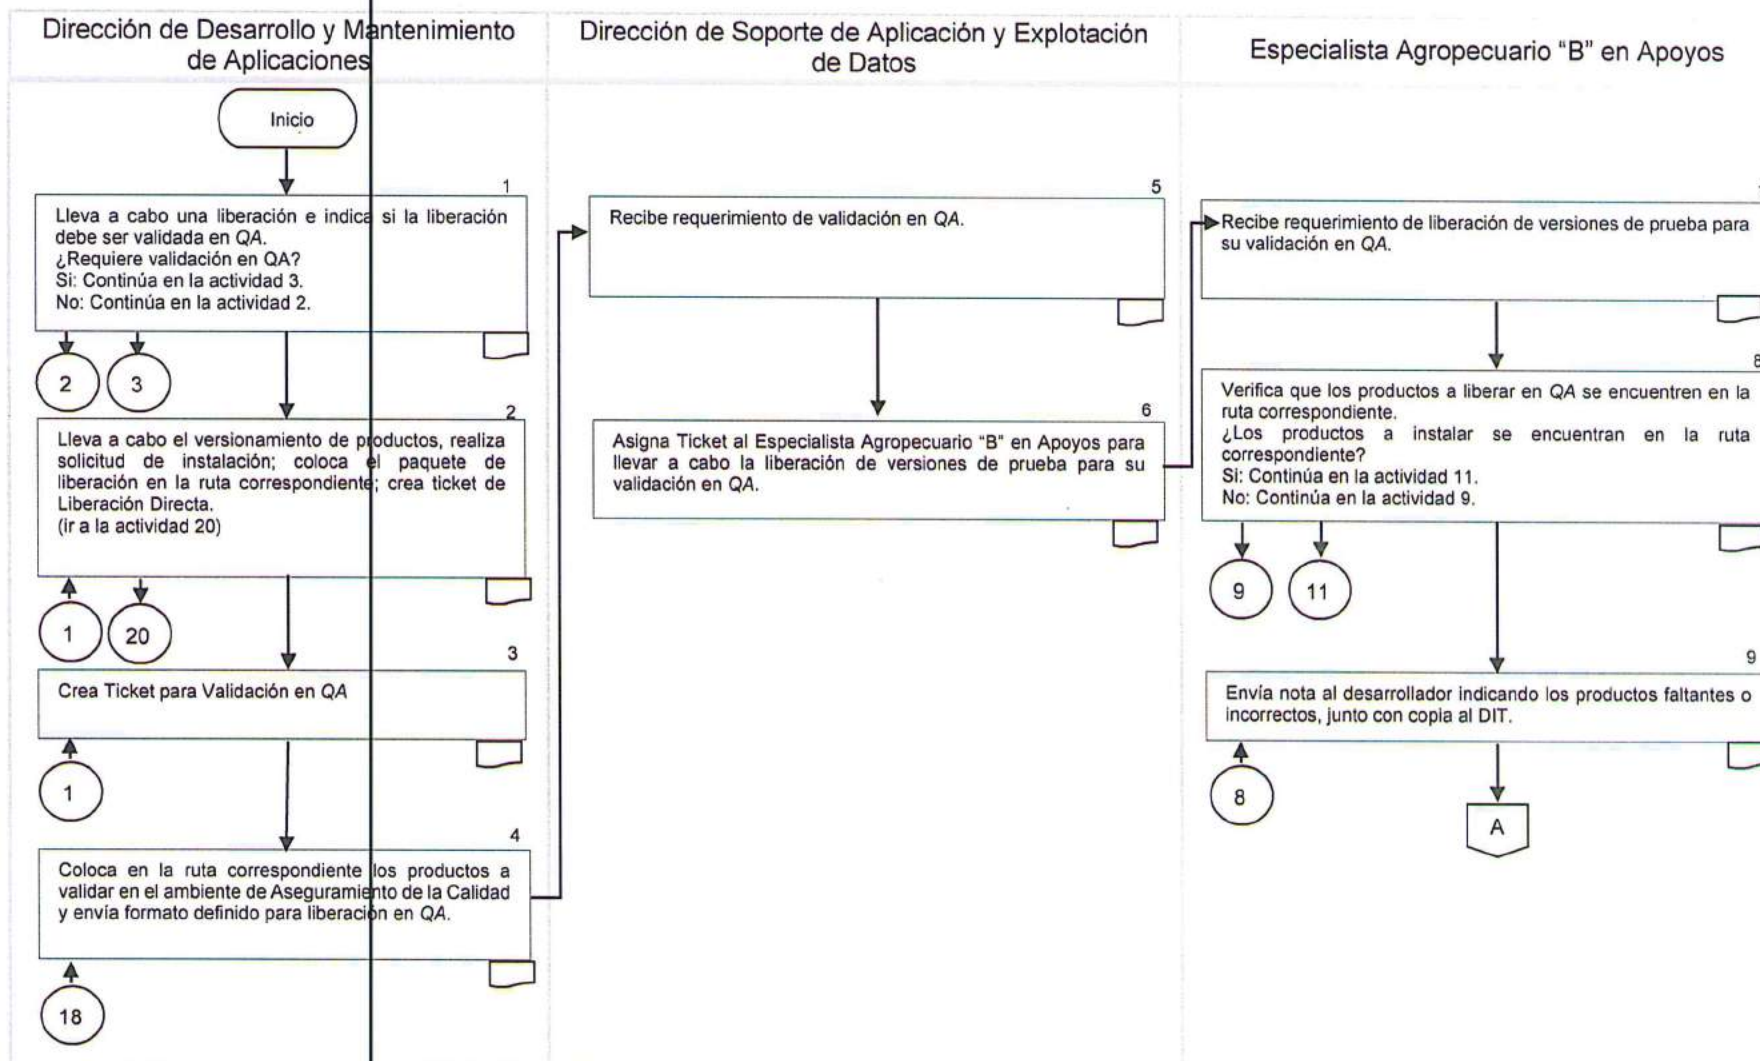 Dirección de Desarrollo y Mantenimiento
de Aplicaciones
Inicio
1
Lleva a cabo una liberación e indica si la liberación
debe ser validada en QA.
¿Requiere validación en QA?
Si: Continúa en la actividad 3.
No: Continúa en la actividad 2.
2
3
2
Lleva a cabo el versionamiento de productos, realiza
solicitud de instalación; coloca el paquete de
liberación en la ruta correspondiente; crea ticket de
Liberación Directa.
(ir a la actividad 20)
1
20
3
Crea Ticket para Validación en QA
1
4
Coloca en la ruta correspondiente los productos a
validar en el ambiente de Aseguramiento de la Calidad
y envía formato definido para liberación en QA.
18
Dirección de Soporte de Aplicación y Explotación
de Datos
5
Recibe requerimiento de validación en QA.
6
Asigna Ticket al Especialista Agropecuario “B” en Apoyos para
llevar a cabo la liberación de versiones de prueba para su
validación en QA.
Especialista Agropecuario “B” en Apoyos
Recibe requerimiento de liberación de versiones de prueba para
su validación en QA.
8
Verifica que los productos a liberar en QA se encuentren en la
ruta correspondiente.
¿Los productos a instalar se encuentran en la ruta
correspondiente?
Si: Continúa en la actividad 11.
No: Continúa en la actividad 9.
9
11
9
Envía nota al desarrollador indicando los productos faltantes o
incorrectos, junto con copia al DIT.
8
A